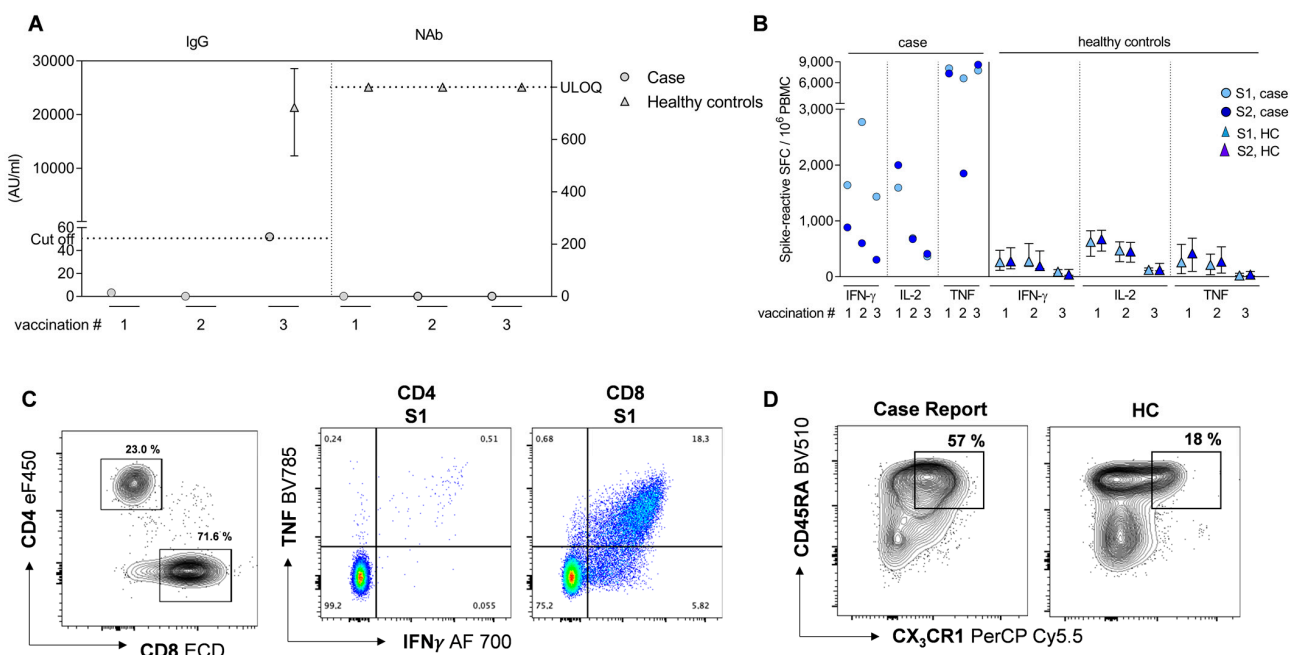 A
IgG
NAb
30000
20000
10000
60
Cut off
40
20
0
(AU/ml)
ULOQ
800
600
400
200
0
Case
Healthy controls
vaccination # 1 2 3 1 2 3
B
case
healthy controls
9,000
6,000
3,000
2,000
1,000
0
Spike-reactive SFC / 10⁶ PBMC
S1, case
S2, case
S1, HC
S2, HC
IFN-γ IL-2 TNF IFN-γ IL-2 TNF
vaccination # 1 2 3 1 2 3 1 2 3 1 2 3 1 2 3 1 2 3
C
23.0 %
71.6 %
CD4 eF450
CD8 ECD
CD4
S1
0,24
0,51
99.2
0,055
TNF BV785
CD8
S1
0,68
18.3
75.2
5.82
IFNγ AF 700
D
Case Report
57 %
HC
18 %
CD45RA BV510
CX₃CR1 PerCP Cy5.5